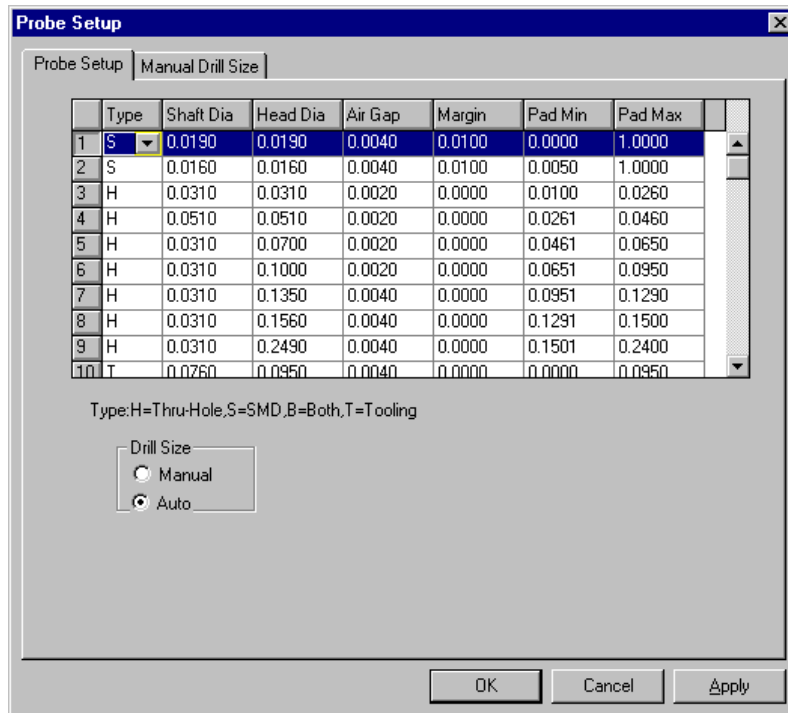 Probe Setup
Probe Setup Manual Drill Size
Type Shaft Dia Head Dia Air Gap Margin Pad Min Pad Max
1 S 0.0190 0.0190 0.0040 0.0100 0.0000 1.0000
2 S 0.0160 0.0160 0.0040 0.0100 0.0050 1.0000
3 H 0.0310 0.0310 0.0020 0.0000 0.0100 0.0260
4 H 0.0510 0.0510 0.0020 0.0000 0.0261 0.0460
5 H 0.0310 0.0700 0.0020 0.0000 0.0461 0.0650
6 H 0.0310 0.1000 0.0020 0.0000 0.0651 0.0950
7 H 0.0310 0.1350 0.0040 0.0000 0.0951 0.1290
8 H 0.0310 0.1560 0.0040 0.0000 0.1291 0.1500
9 H 0.0310 0.2490 0.0040 0.0000 0.1501 0.2400
10 T 0.0760 0.0950 0.0040 0.0000 0.0000 0.0950
Type:H=Thru-Hole,S=SMD,B=Both,T=Tooling
Drill Size
Manual
Auto
OK Cancel Apply